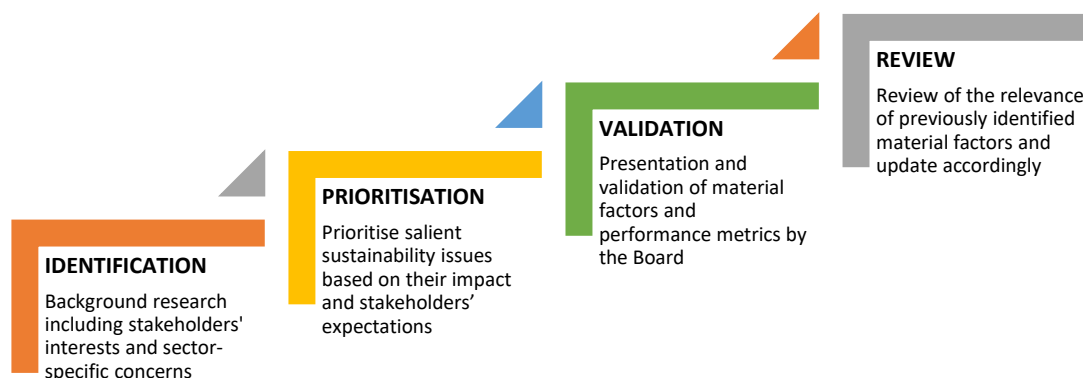 IDENTIFICATION
Background research
including stakeholders'
interests and sector-
specific concerns
PRIORITISATION
Prioritise salient
sustainability issues
based on their impact
and stakeholders’
expectations
VALIDATION
Presentation and
validation of material
factors and
performance metrics by
the Board
REVIEW
Review of the relevance
of previously identified
material factors and
update accordingly